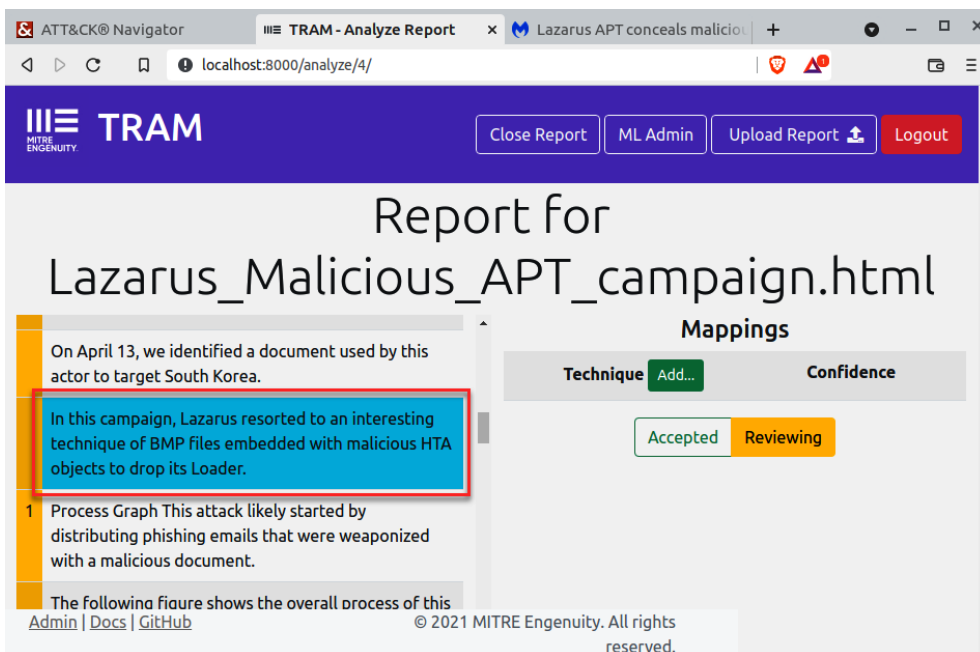 ATT&CK® Navigator
TRAM - Analyze Report
Lazarus APT conceals maliciou
localhost:8000/analyze/4/
1
MITRE
ENGENUITY.
TRAM
Close Report
ML Admin
Upload Report
Logout
Report for
Lazarus_Malicious_APT_campaign.html
On April 13, we identified a document used by this
actor to target South Korea.
In this campaign, Lazarus resorted to an interesting
technique of BMP files embedded with malicious HTA
objects to drop its Loader.
1 Process Graph This attack likely started by
distributing phishing emails that were weaponized
with a malicious document.
The following figure shows the overall process of this
Mappings
Technique Add... Confidence
Accepted Reviewing
Admin | Docs | GitHub
© 2021 MITRE Engenuity. All rights
reserved.